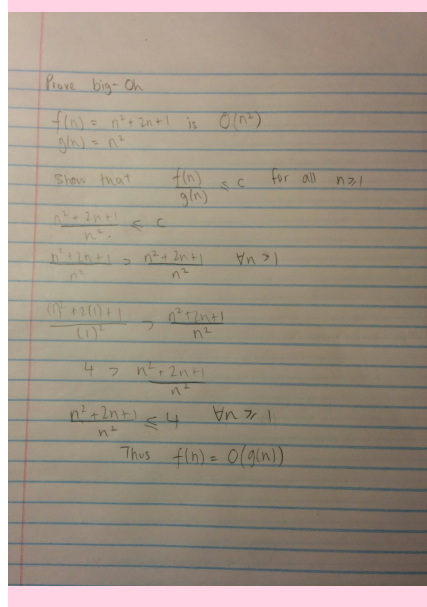 Prove big-Oh
f(n) = n² + 2n + 1 is O(n²)
g(n) = n²
Show that f(n)/g(n) ≤ c for all n ≥ 1
n² + 2n + 1 / n² ≤ c
n² + 2n + 1 / n² > n² + 2n + 1 / n² ∀n > 1
(1)² + 2(1) + 1 / (1)² > n² + 2n + 1 / n²
4 > n² + 2n + 1 / n²
n² + 2n + 1 / n² ≤ 4 ∀n ≥ 1
Thus f(n) = O(g(n))